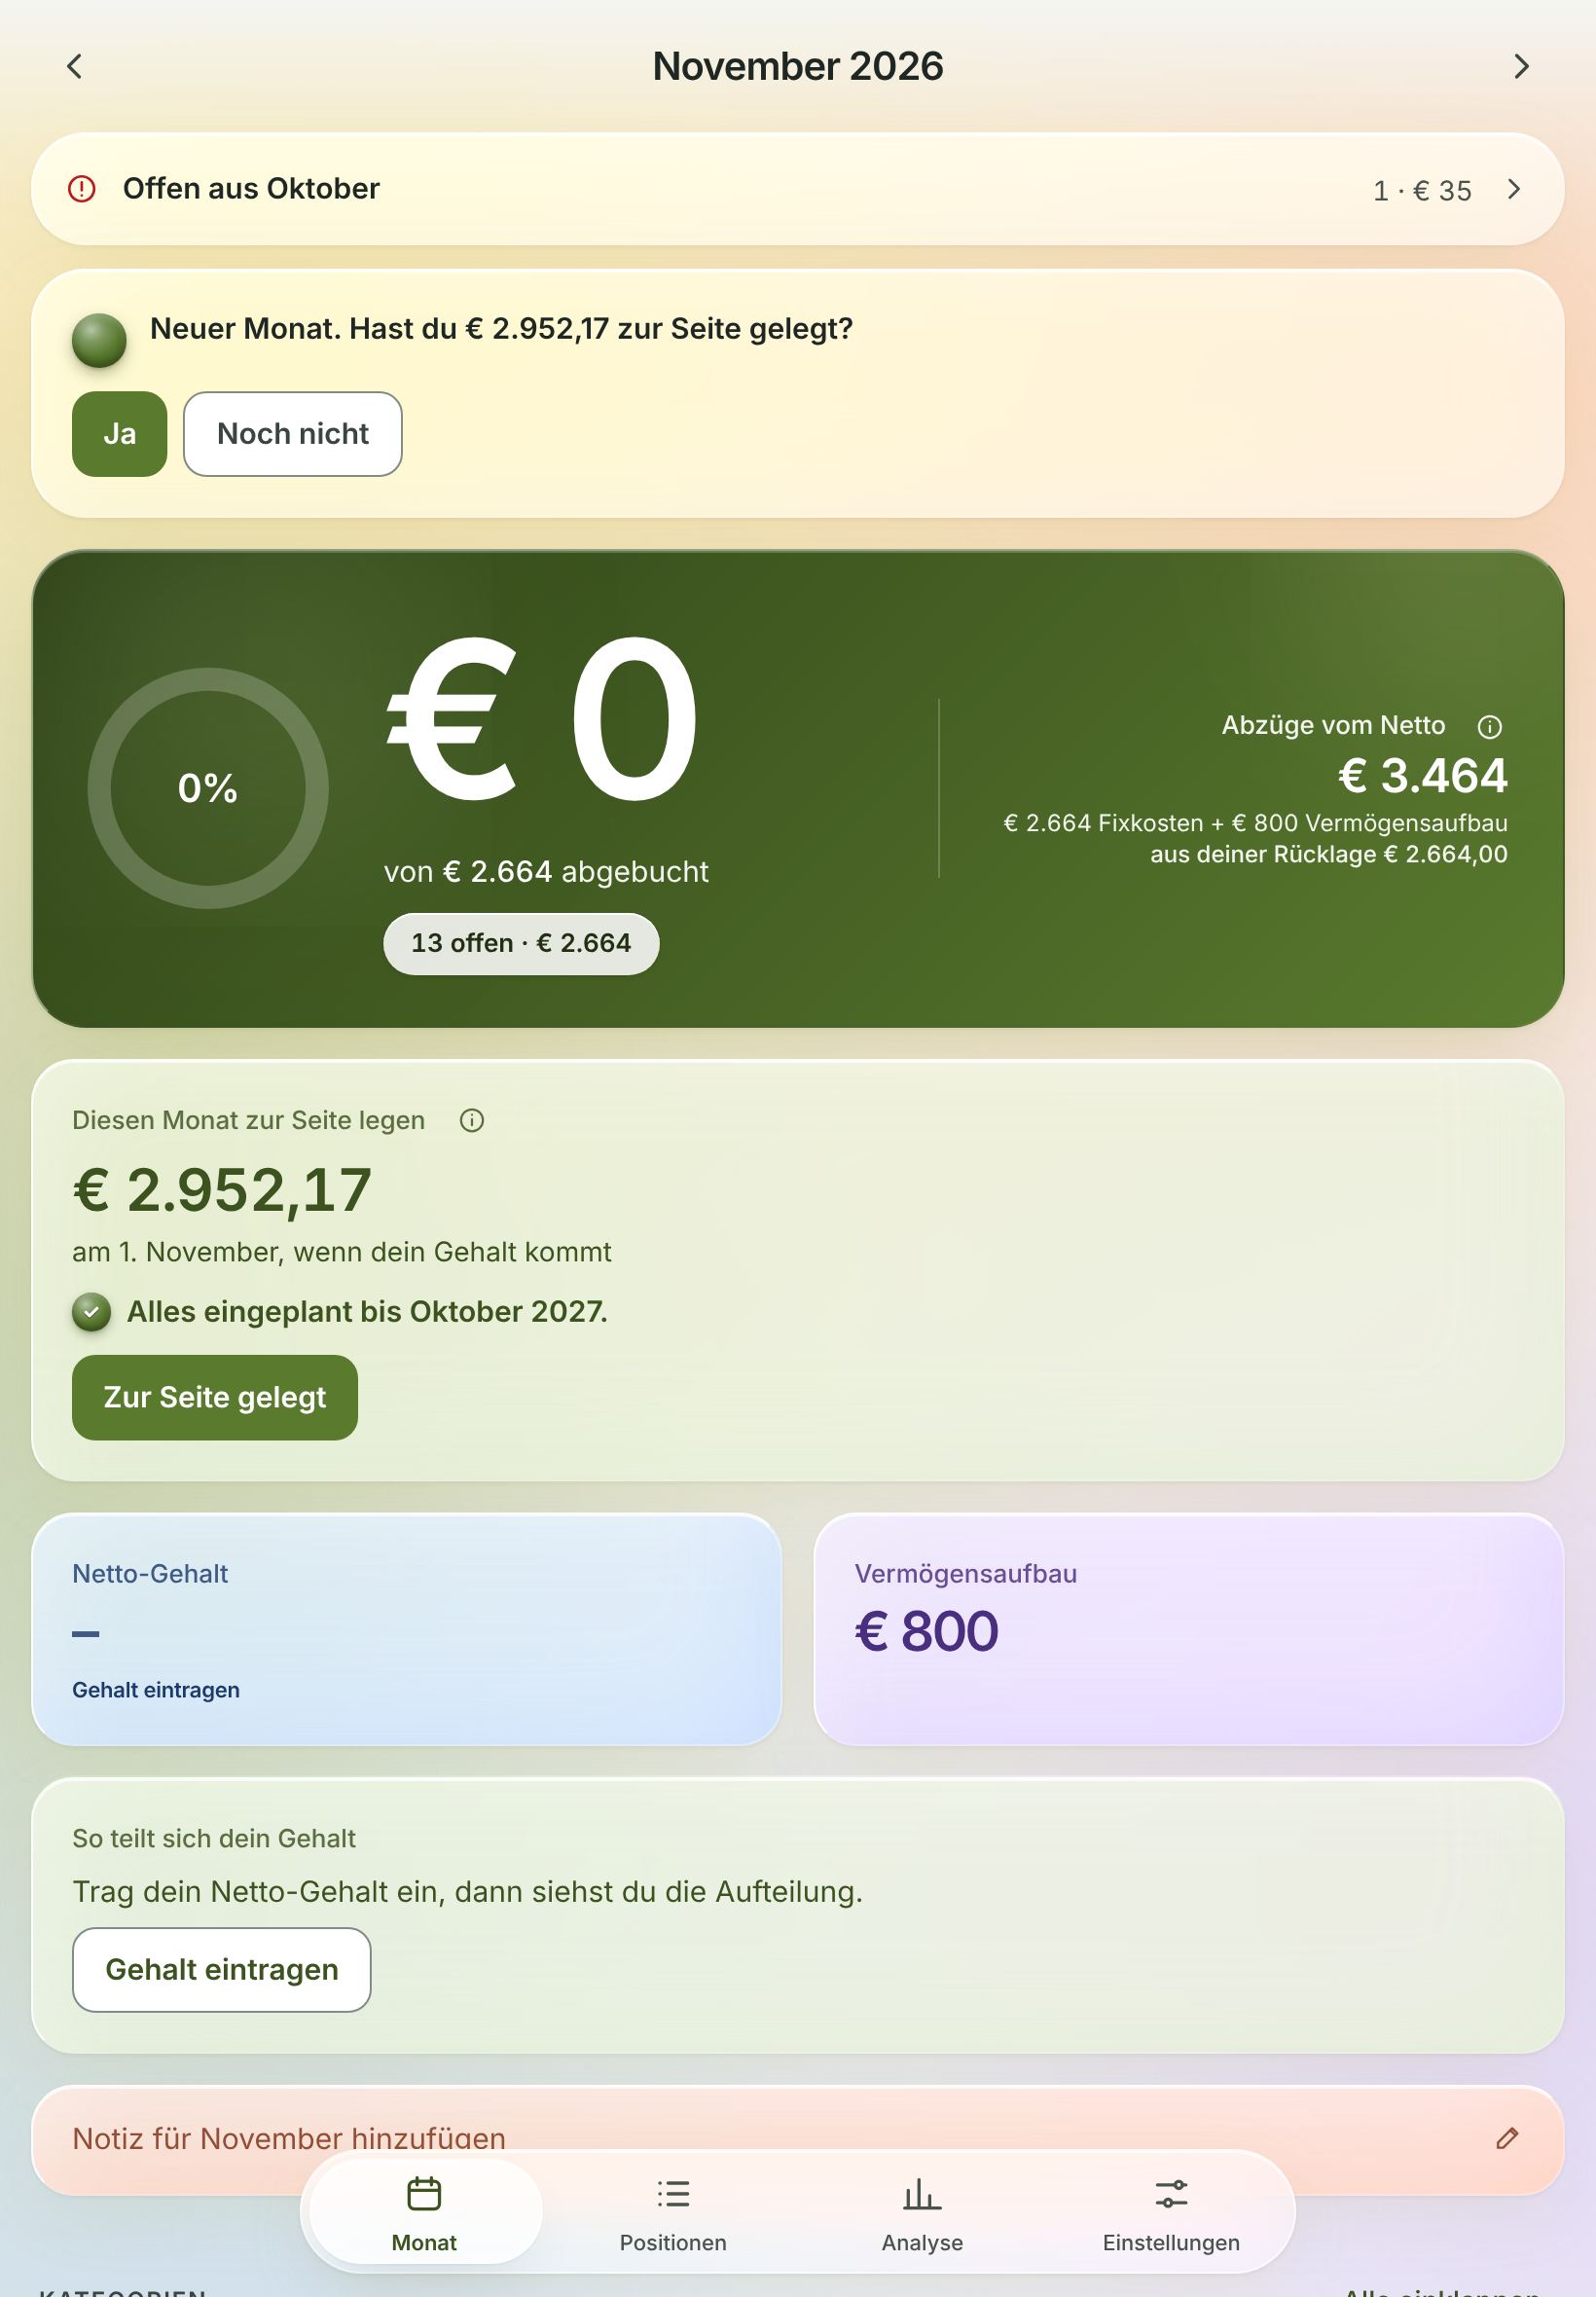 November 2026
Offen aus Oktober
1 · € 35
Neuer Monat. Hast du € 2.952,17 zur Seite gelegt?
Ja
Noch nicht
0%
€ 0
von € 2.664 abgebucht
13 offen · € 2.664
Abzüge vom Netto
€ 3.464
€ 2.664 Fixkosten + € 800 Vermögensaufbau
aus deiner Rücklage € 2.664,00
Diesen Monat zur Seite legen
€ 2.952,17
am 1. November, wenn dein Gehalt kommt
Alles eingeplant bis Oktober 2027.
Zur Seite gelegt
Netto-Gehalt
–
Gehalt eintragen
Vermögensaufbau
€ 800
So teilt sich dein Gehalt
Trag dein Netto-Gehalt ein, dann siehst du die Aufteilung.
Gehalt eintragen
Notiz für November hinzufügen
Monat
Positionen
Analyse
Einstellungen
KATEGORIEN
Alle einklappen